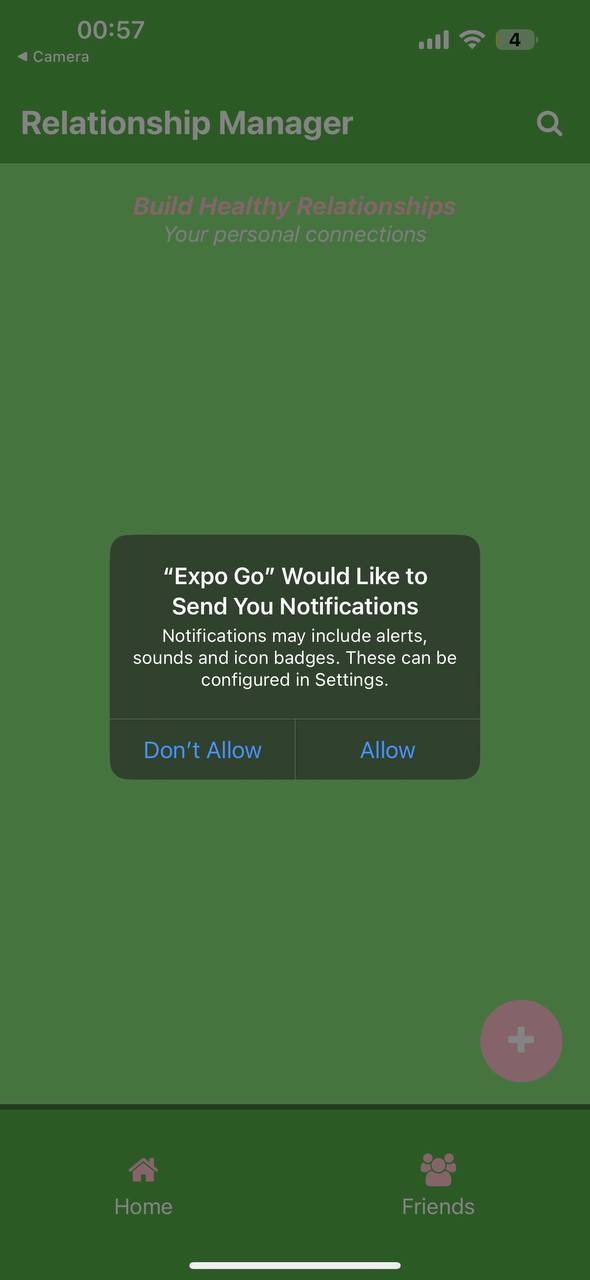 00:57
4
◀ Camera
Relationship Manager
Build Healthy Relationships
Your personal connections
“Expo Go” Would Like to
Send You Notifications
Notifications may include alerts,
sounds and icon badges. These can be
configured in Settings.
Don’t Allow
Allow
Home
Friends